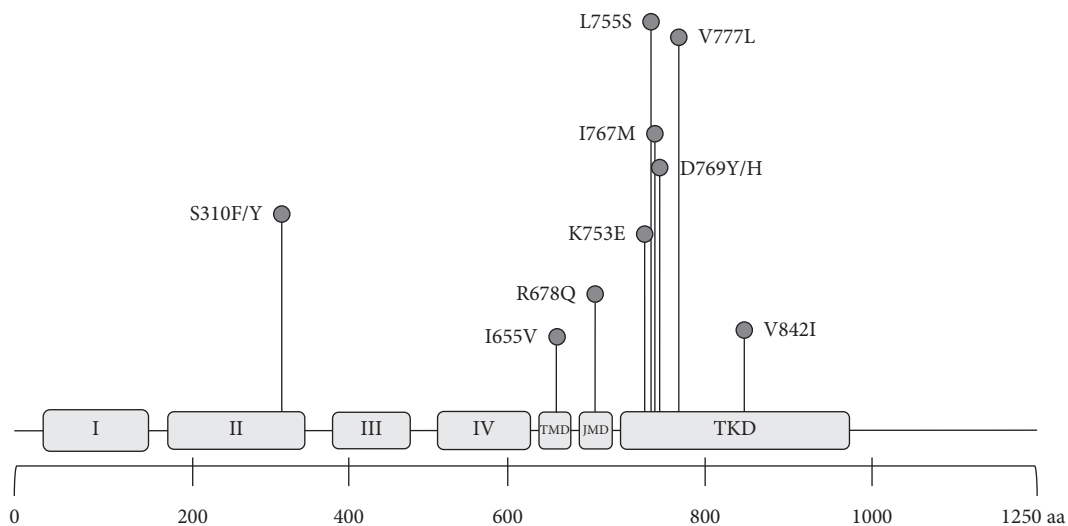 L755S
V777L
I767M
D769Y/H
S310F/Y
K753E
R678Q
I655V
V842I
I
II
III
IV
TMD
JMD
TKD
0
200
400
600
800
1000
1250 aa